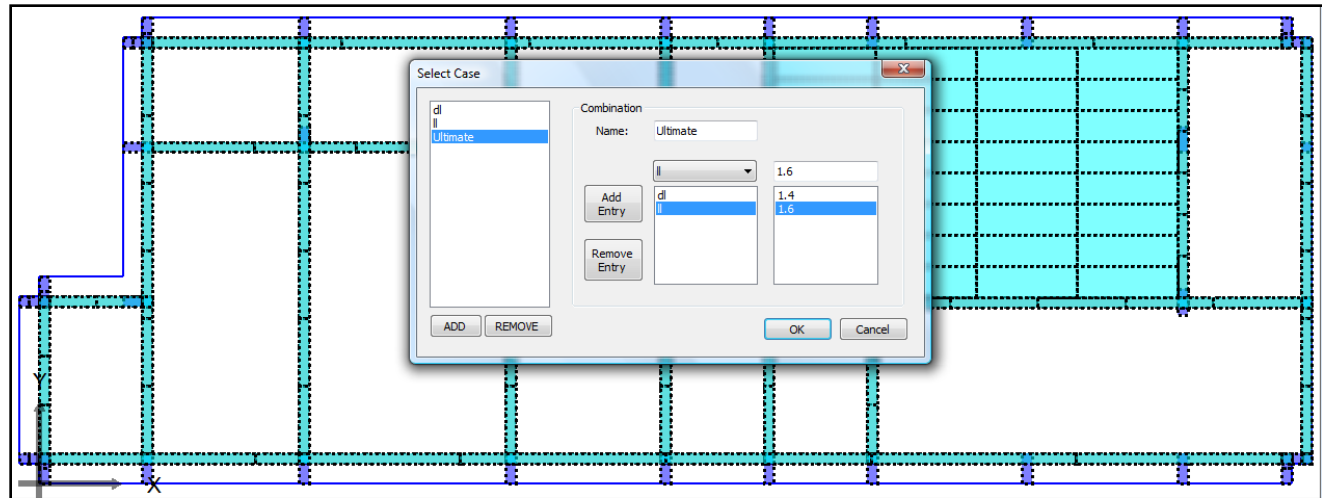 Select Case
X
dl
ll
Ultimate
ADD
REMOVE
Combination
Name:
Ultimate
ll
1.6
Add
Entry
Remove
Entry
dl
ll
1.4
1.6
OK
Cancel
Y
X